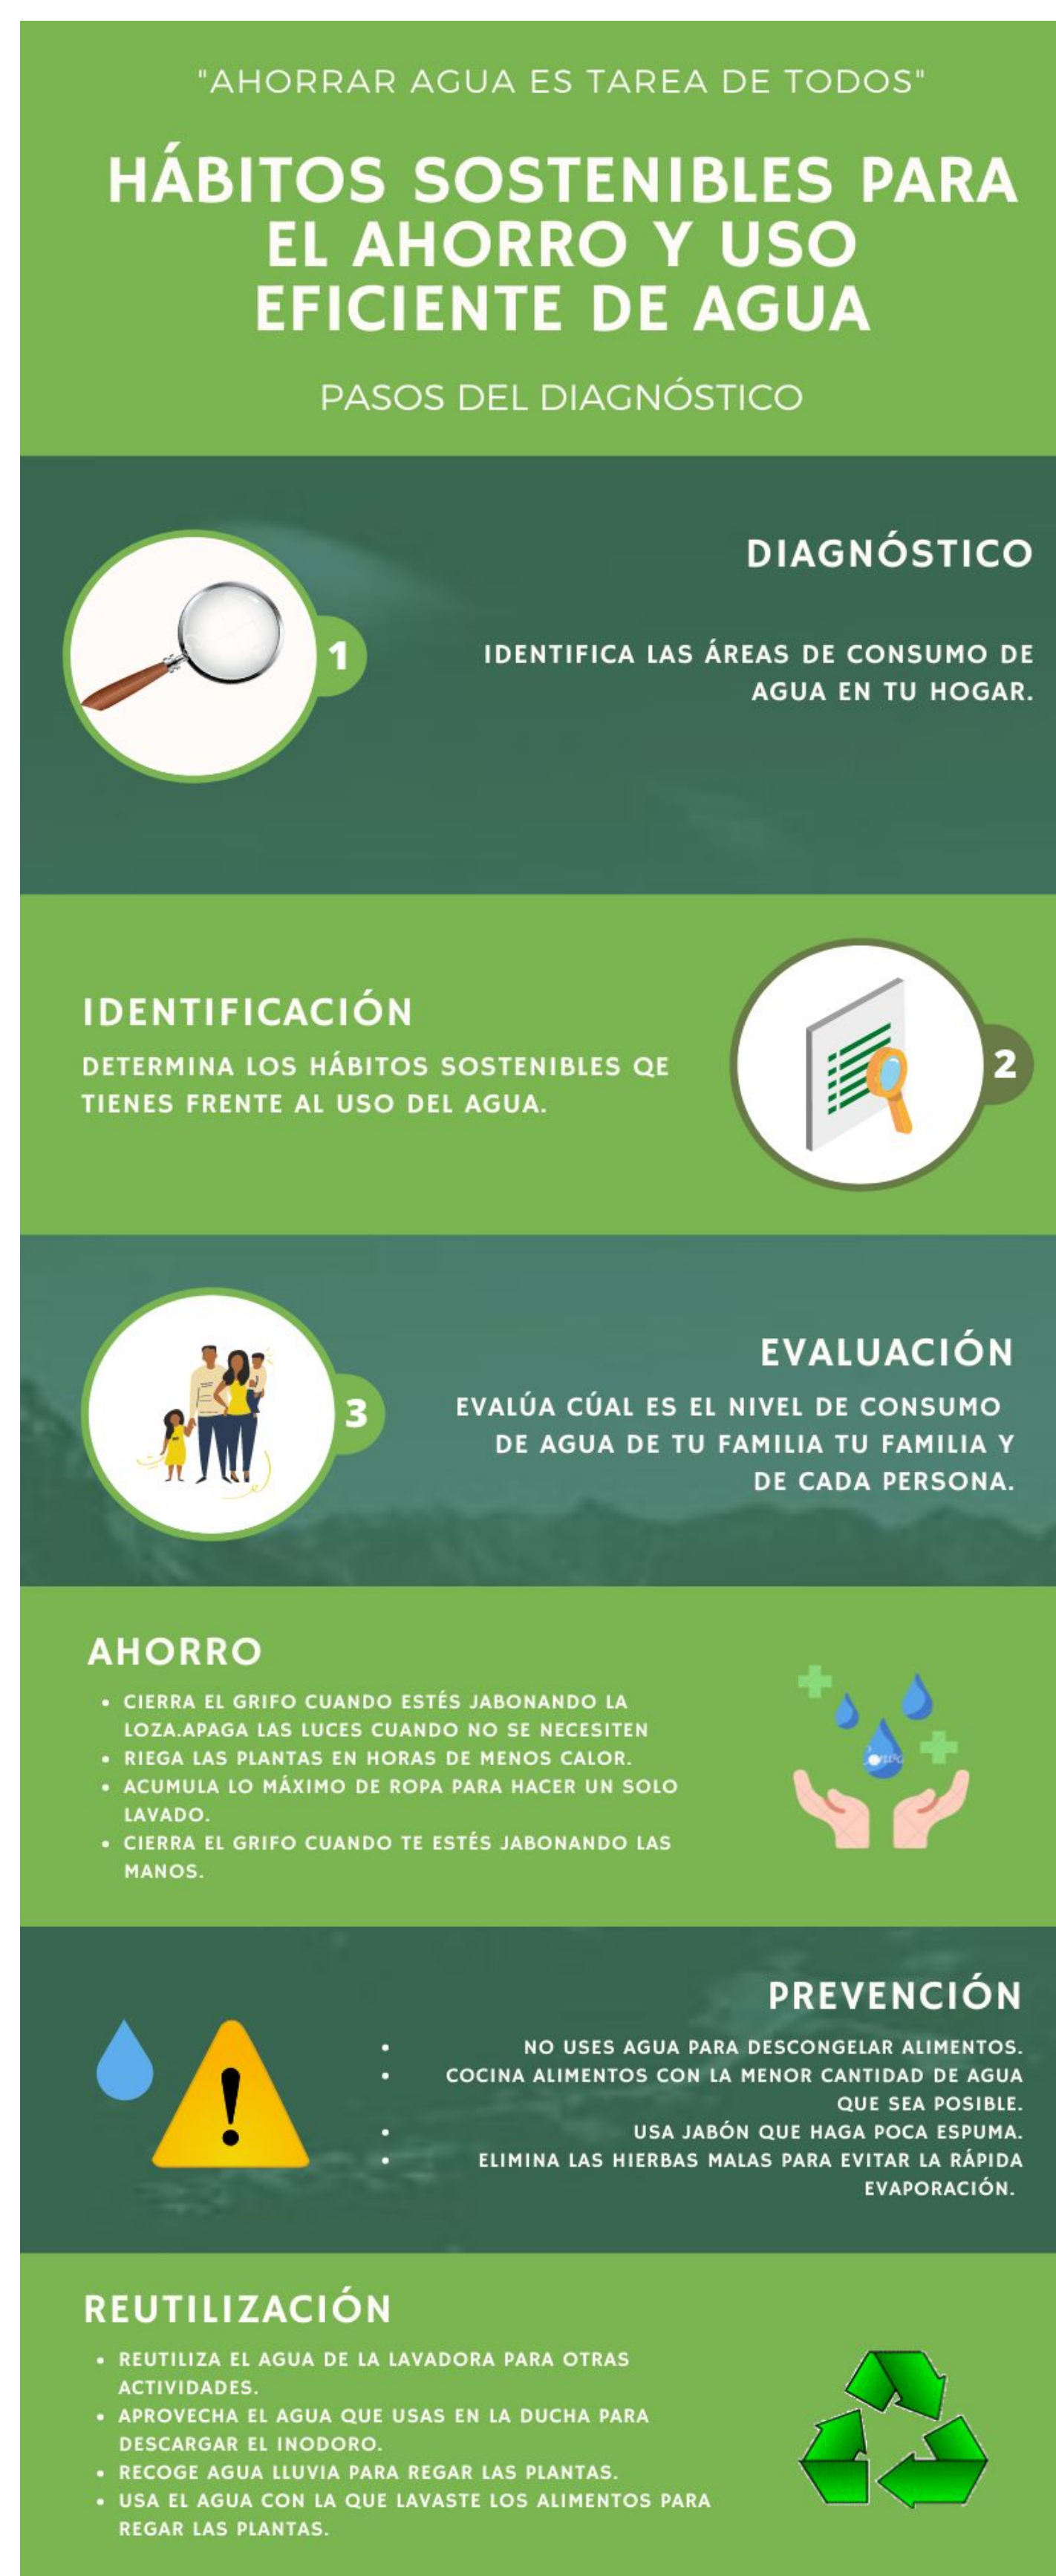 "AHORRAR AGUA ES TAREA DE TODOS"
HÁBITOS SOSTENIBLES PARA
EL AHORRO Y USO
EFICIENTE DE AGUA
PASOS DEL DIAGNÓSTICO
DIAGNÓSTICO
1
IDENTIFICA LAS ÁREAS DE CONSUMO DE
AGUA EN TU HOGAR.
IDENTIFICACIÓN
DETERMINA LOS HÁBITOS SOSTENIBLES QE
TIENES FRENTE AL USO DEL AGUA.
2
EVALUACIÓN
3
EVALÚA CÚAL ES EL NIVEL DE CONSUMO
DE AGUA DE TU FAMILIA TU FAMILIA Y
DE CADA PERSONA.
AHORRO
• CIERRA EL GRIFO CUANDO ESTÉS JABONANDO LA
LOZA.APAGA LAS LUCES CUANDO NO SE NECESITEN
• RIEGA LAS PLANTAS EN HORAS DE MENOS CALOR.
• ACUMULA LO MÁXIMO DE ROPA PARA HACER UN SOLO
LAVADO.
• CIERRA EL GRIFO CUANDO TE ESTÉS JABONANDO LAS
MANOS.
PREVENCIÓN
• NO USES AGUA PARA DESCONGELAR ALIMENTOS.
• COCINA ALIMENTOS CON LA MENOR CANTIDAD DE AGUA
QUE SEA POSIBLE.
• USA JABÓN QUE HAGA POCA ESPUMA.
• ELIMINA LAS HIERBAS MALAS PARA EVITAR LA RÁPIDA
EVAPORACIÓN.
REUTILIZACIÓN
• REUTILIZA EL AGUA DE LA LAVADORA PARA OTRAS
ACTIVIDADES.
• APROVECHA EL AGUA QUE USAS EN LA DUCHA PARA
DESCARGAR EL INODORO.
• RECOGE AGUA LLUVIA PARA REGAR LAS PLANTAS.
• USA EL AGUA CON LA QUE LAVASTE LOS ALIMENTOS PARA
REGAR LAS PLANTAS.